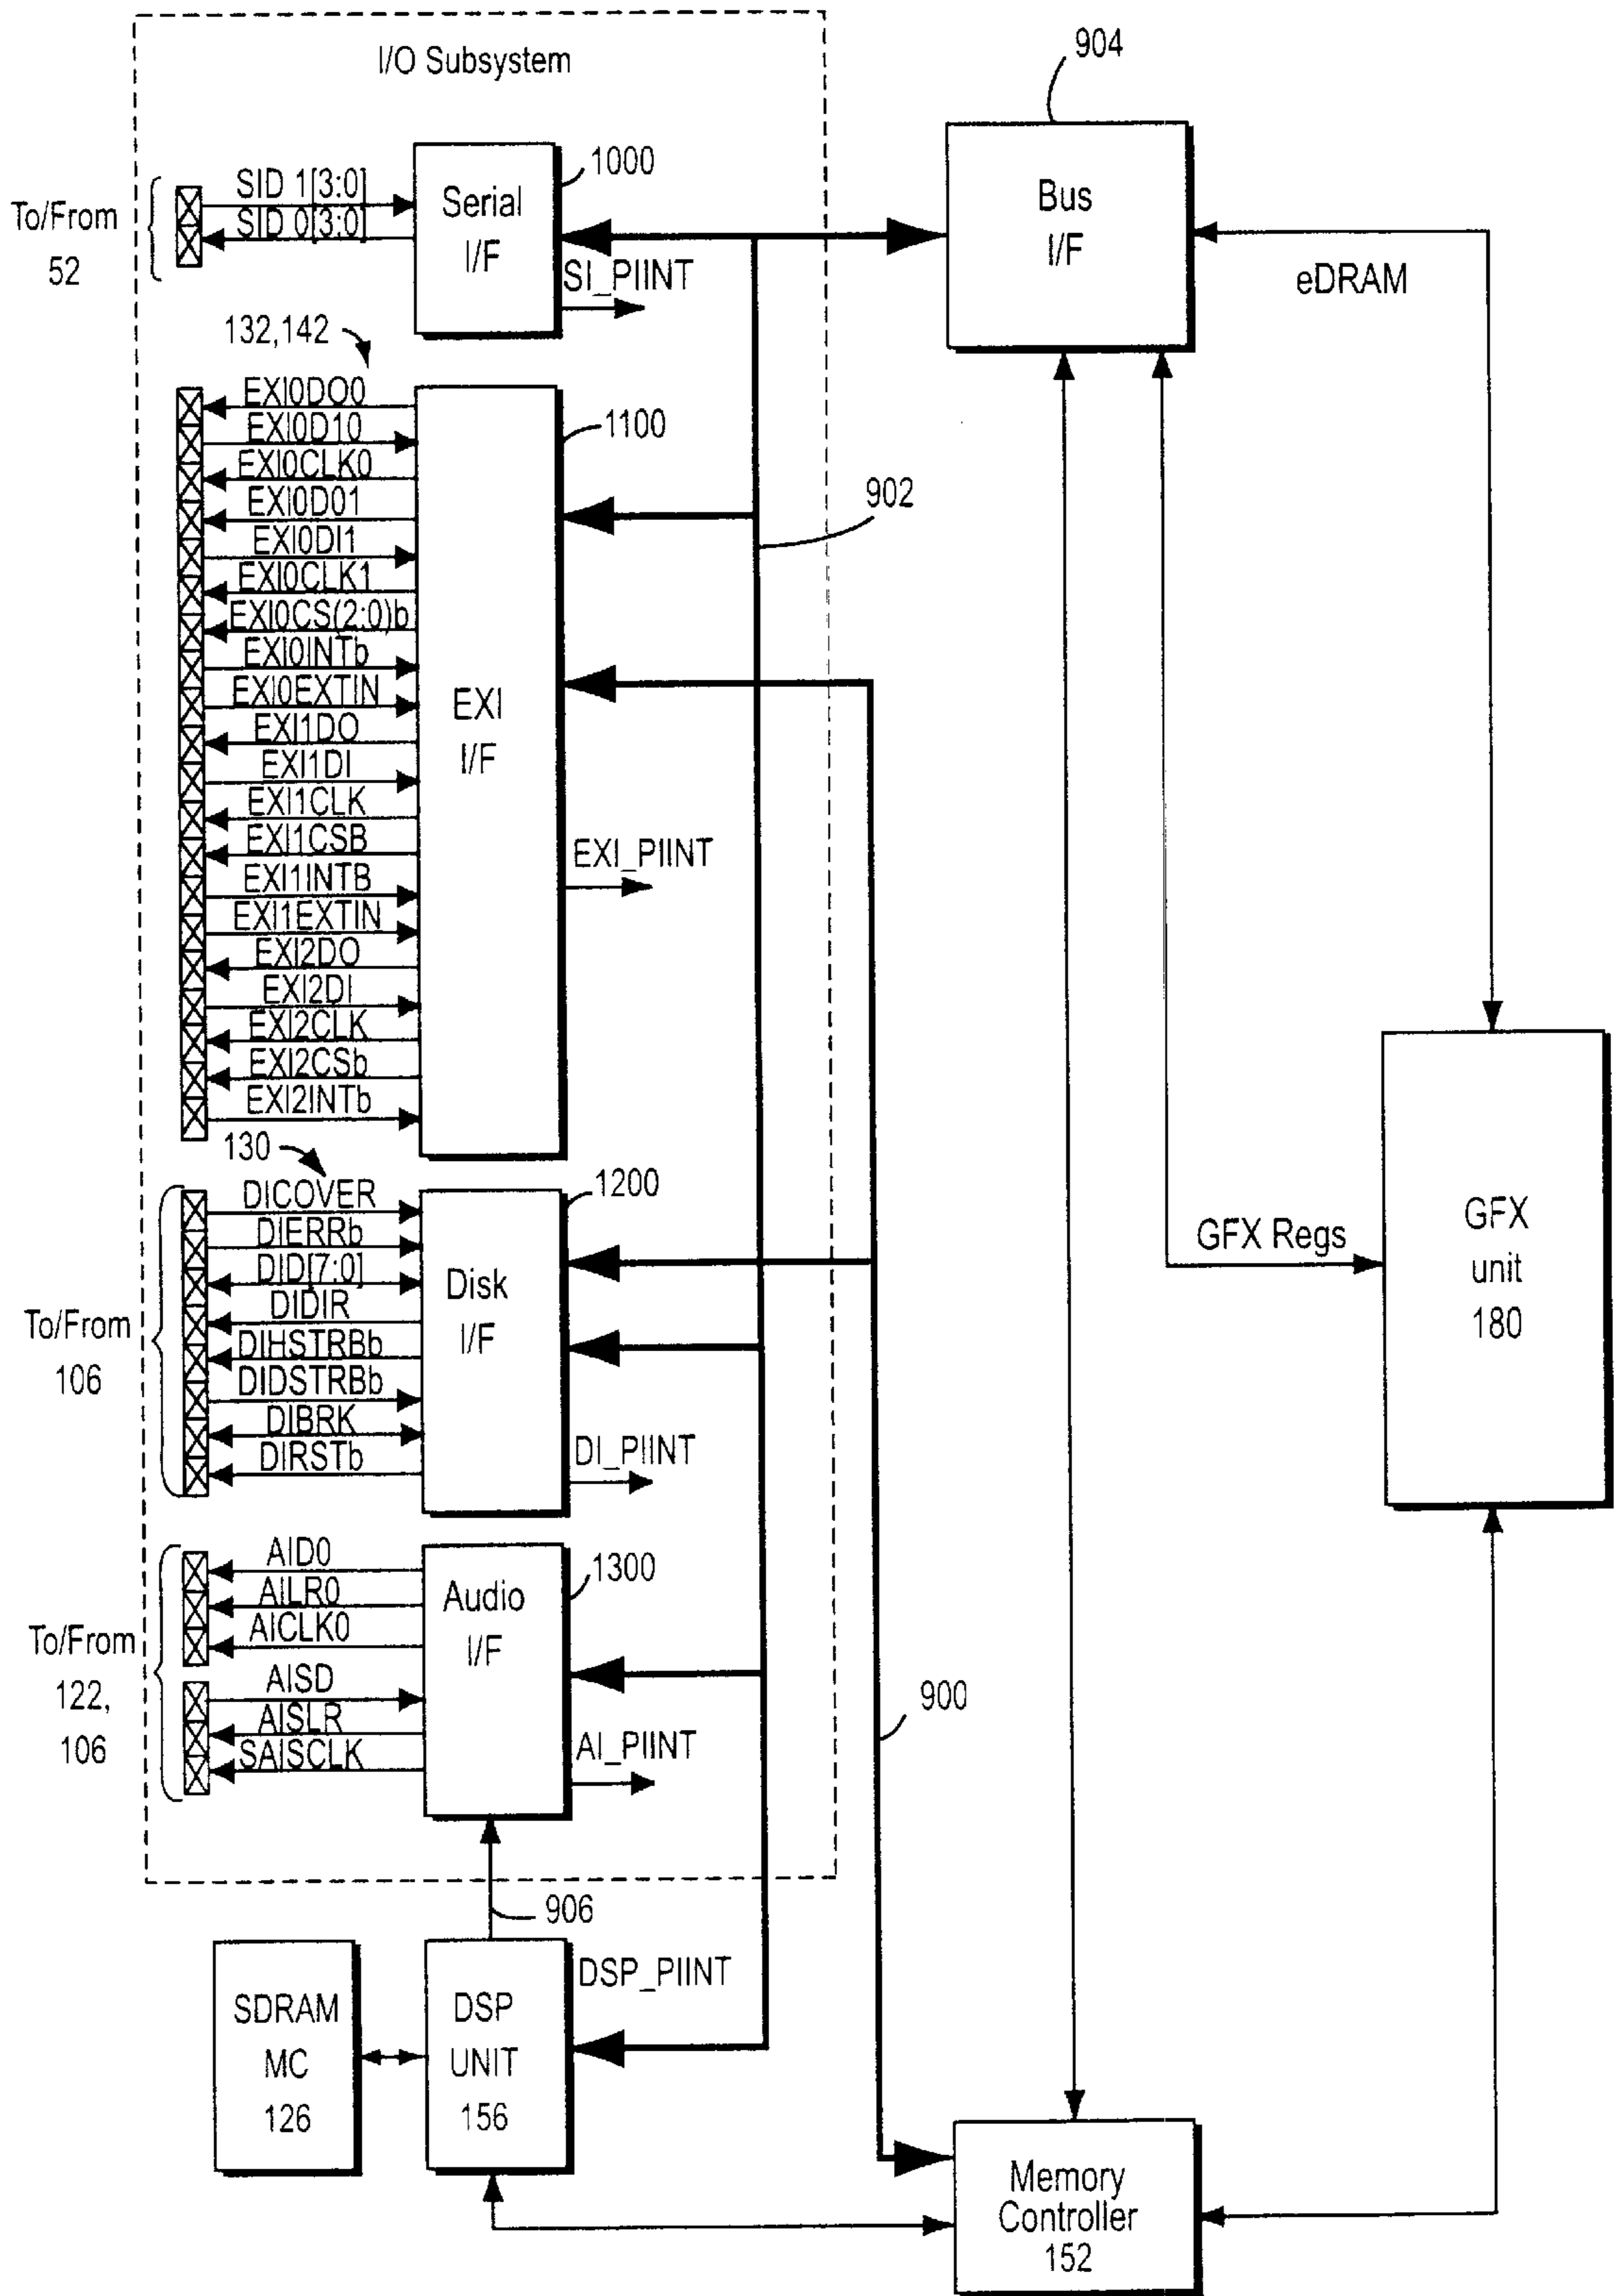 I/O Subsystem
904
1000
SID 1[3:0]
SID 0[3:0]
To/From
52
Serial
I/F
SI_PIINT
Bus
I/F
eDRAM
132,142
EXI0DO0
EXI0D10
EXI0CLK0
EXI0D01
EXI0DI1
EXI0CLK1
EXI0CS(2:0)b
EXI0INTb
EXI0EXTIN
EXI1DO
EXI1DI
EXI1CLK
EXI1CSB
EXI1INTB
EXI1EXTIN
EXI2DO
EXI2DI
EXI2CLK
EXI2CSb
EXI2INTb
1100
902
EXI
I/F
EXI_PIINT
130
DICOVER
DIERRb
DID[7:0]
DIDIR
DIHSTRBb
DIDSTRBb
DIBRK
DIRSTb
To/From
106
1200
Disk
I/F
DI_PIINT
GFX Regs
GFX
unit
180
AID0
AILR0
AICLK0
AISD
AISLR
SAISCLK
To/From
122,
106
1300
Audio
I/F
AI_PIINT
900
906
DSP_PIINT
SDRAM
MC
126
DSP
UNIT
156
Memory
Controller
152